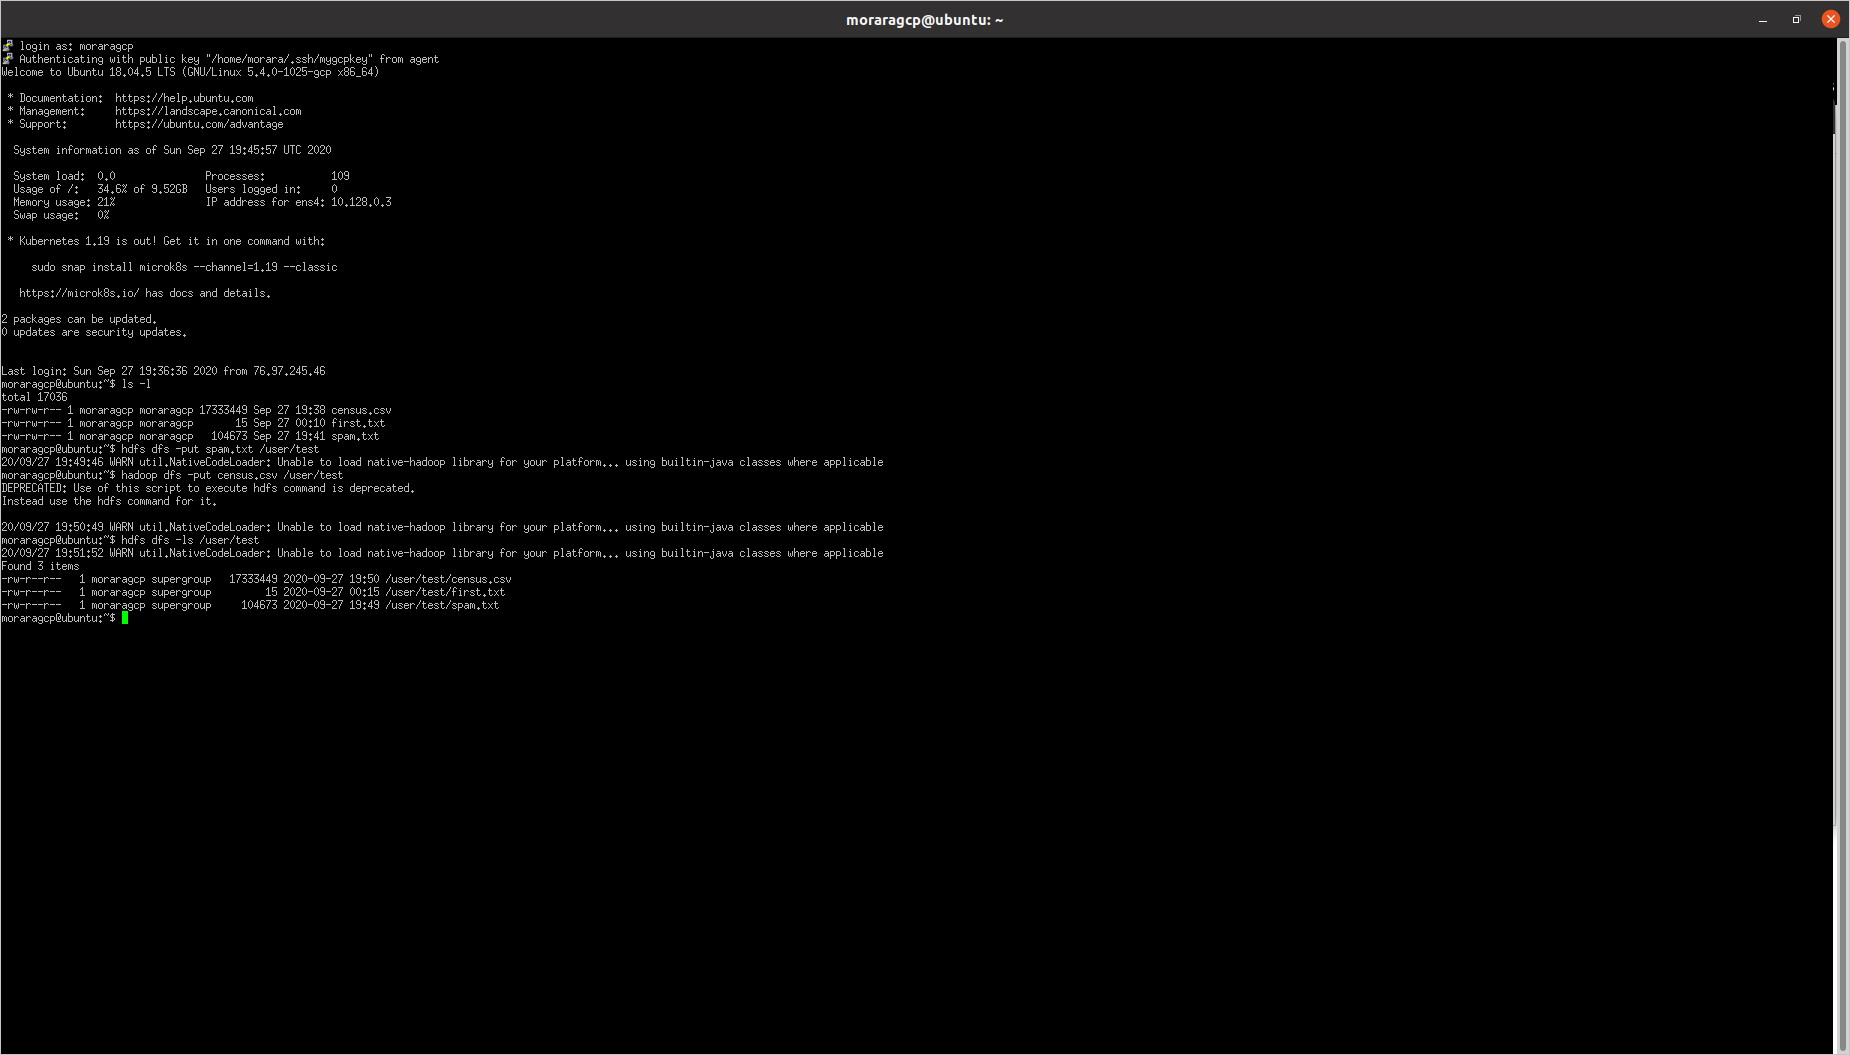 moraragcp@ubuntu: ~
login as: moraragcp
Authenticating with public key "/home/morara/.ssh/mygcpkey" from agent
Welcome to Ubuntu 18.04.5 LTS (GNU/Linux 5.4.0-1025-gcp x86_64)
* Documentation:  https://help.ubuntu.com
* Management:     https://landscape.canonical.com
* Support:        https://ubuntu.com/advantage
System information as of Sun Sep 27 19:45:57 UTC 2020
System load:  0.0               Processes:           109
Usage of /:   34.6% of 9.52GB   Users logged in:     0
Memory usage: 21%               IP address for ens4: 10.128.0.3
Swap usage:   0%
* Kubernetes 1.19 is out! Get it in one command with:
sudo snap install microk8s --channel=1.19 --classic
https://microk8s.io/ has docs and details.
2 packages can be updated.
0 updates are security updates.
Last login: Sun Sep 27 19:36:36 2020 from 76.97.245.46
moraragcp@ubuntu:~$ ls -l
total 17036
-rw-rw-r-- 1 moraragcp moraragcp 17333449 Sep 27 19:38 census.csv
-rw-rw-r-- 1 moraragcp moraragcp       15 Sep 27 00:10 first.txt
-rw-rw-r-- 1 moraragcp moraragcp   104673 Sep 27 19:41 spam.txt
moraragcp@ubuntu:~$ hdfs dfs -put spam.txt /user/test
20/09/27 19:49:46 WARN util.NativeCodeLoader: Unable to load native-hadoop library for your platform... using builtin-java classes where applicable
moraragcp@ubuntu:~$ hadoop dfs -put census.csv /user/test
DEPRECATED: Use of this script to execute hdfs command is deprecated.
Instead use the hdfs command for it.
20/09/27 19:50:49 WARN util.NativeCodeLoader: Unable to load native-hadoop library for your platform... using builtin-java classes where applicable
moraragcp@ubuntu:~$ hdfs dfs -ls /user/test
20/09/27 19:51:52 WARN util.NativeCodeLoader: Unable to load native-hadoop library for your platform... using builtin-java classes where applicable
Found 3 items
-rw-r--r--   1 moraragcp supergroup   17333449 2020-09-27 19:50 /user/test/census.csv
-rw-r--r--   1 moraragcp supergroup         15 2020-09-27 00:15 /user/test/first.txt
-rw-r--r--   1 moraragcp supergroup     104673 2020-09-27 19:49 /user/test/spam.txt
moraragcp@ubuntu:~$